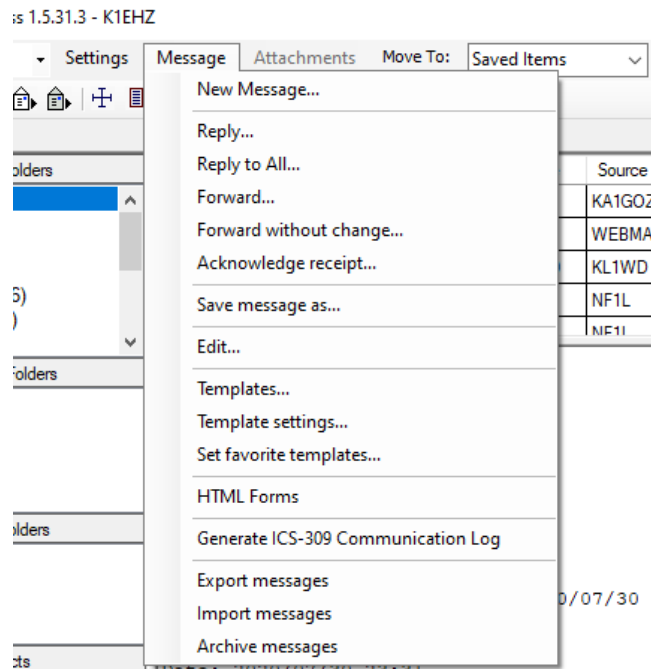 ss 1.5.31.3 - K1EHZ
Settings Message Attachments Move To: Saved Items
New Message...
Reply...
olders Reply to All... Source
Forward... KA1GOZ
Forward without change... WEBMA
Acknowledge receipt... KL1WD
6) Save message as... NF1L
) Edit... NF1L
Folders
Templates...
Template settings...
Set favorite templates...
HTML Forms
olders Generate ICS-309 Communication Log
Export messages 0/07/30
Import messages
cts Archive messages